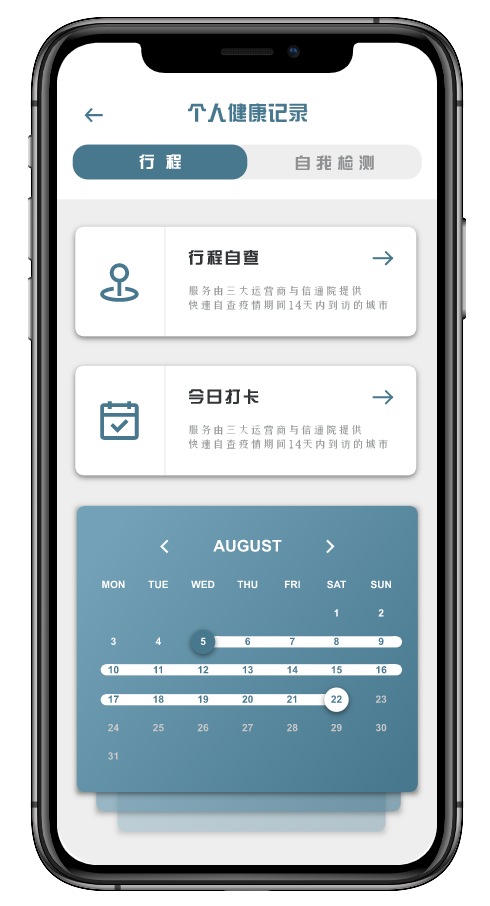 个人健康记录
行程 自我检测
行程自查
服务由三大运营商与信通院提供
快速自查疫情期间14天内到访的城市
今日打卡
服务由三大运营商与信通院提供
快速自查疫情期间14天内到访的城市
AUGUST
MON TUE WED THU FRI SAT SUN
1 2
3 4 5 6 7 8 9
10 11 12 13 14 15 16
17 18 19 20 21 22 23
24 25 26 27 28 29 30
31